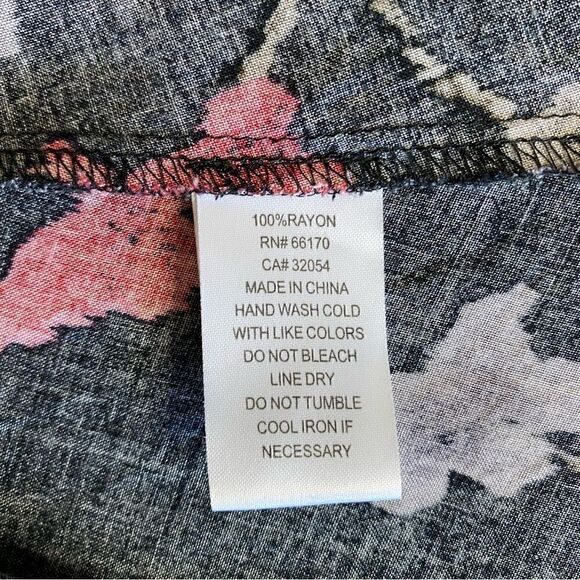 100%RAYON
RN# 66170
CA# 32054
MADE IN CHINA
HAND WASH COLD
WITH LIKE COLORS
DO NOT BLEACH
LINE DRY
DO NOT TUMBLE
COOL IRON IF
NECESSARY